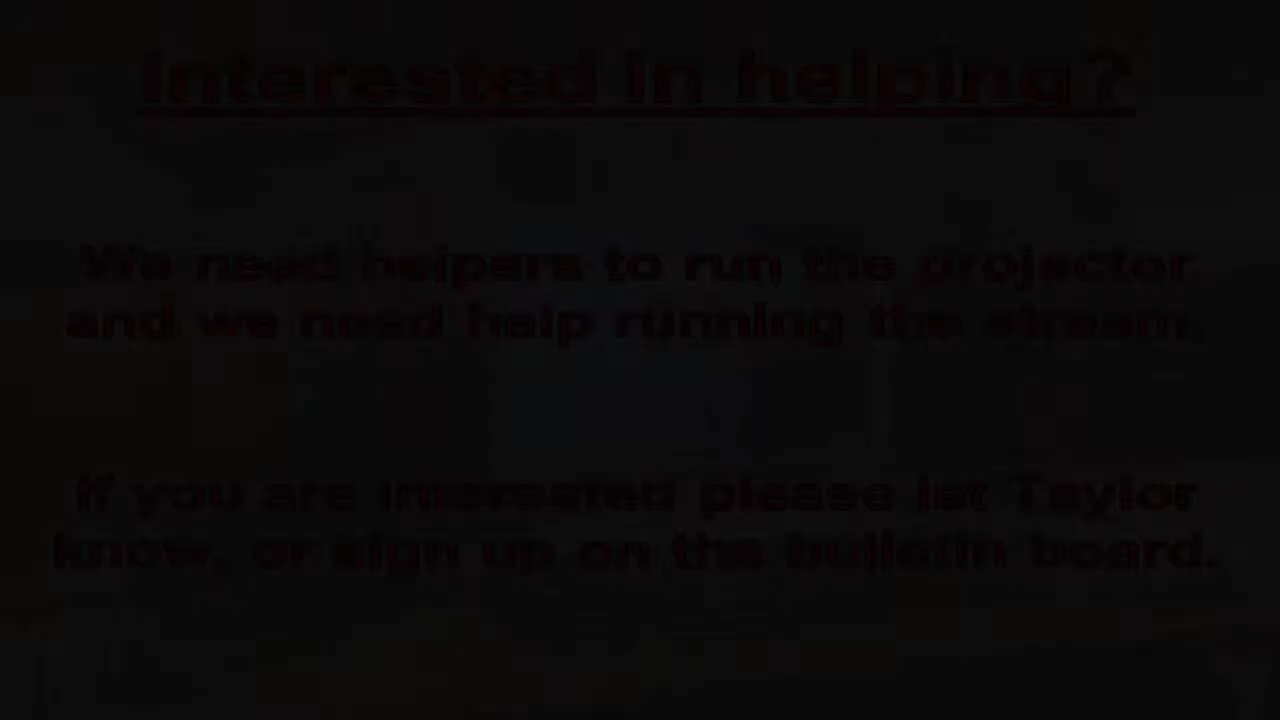 Interested in helping?
We need helpers to run the projector
and we need help running the stream.
If you are interested please let Taylor
know, or sign up on the bulletin board.